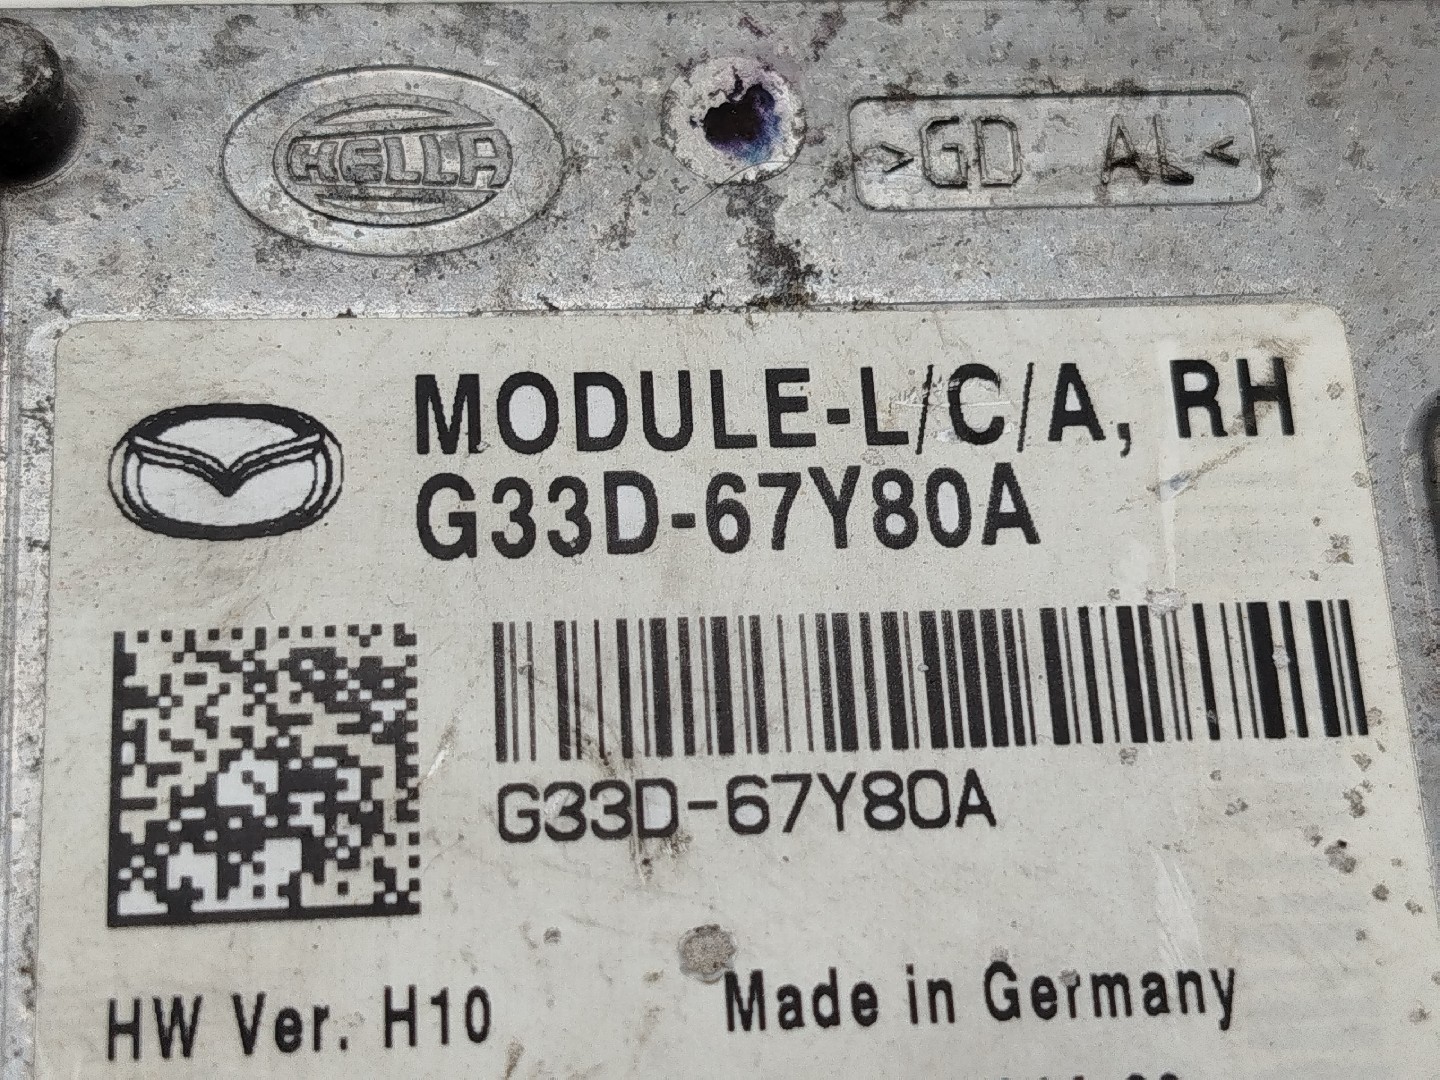 HELLA
>GD AL<
MODULE-L/C/A, RH
G33D-67Y80A
G33D-67Y80A
HW Ver. H10
Made in Germany